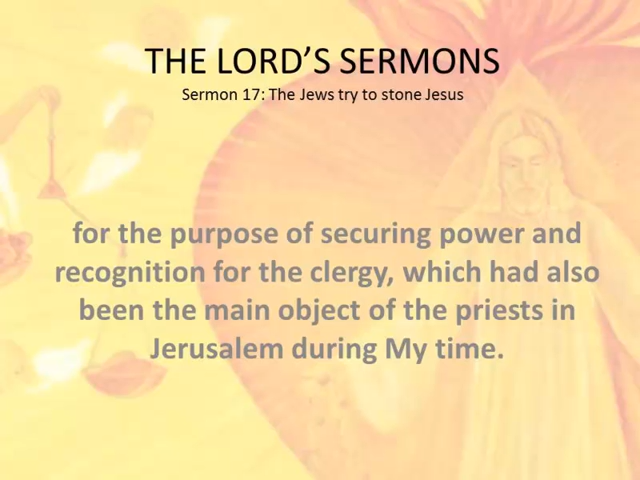 THE LORD’S SERMONS
Sermon 17: The Jews try to stone Jesus
for the purpose of securing power and
recognition for the clergy, which had also
been the main object of the priests in
Jerusalem during My time.